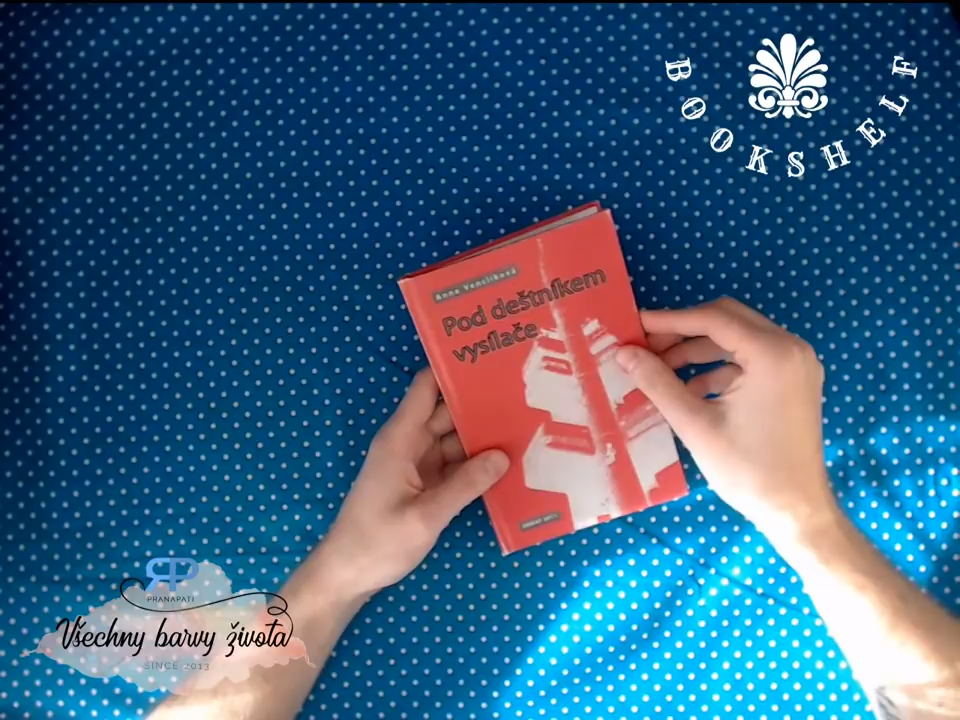 BOOKSHELF
Anna Vencliková
Pod deštníkem
vysílače
PRANAPATI
Všechny barvy života
SINCE 2013